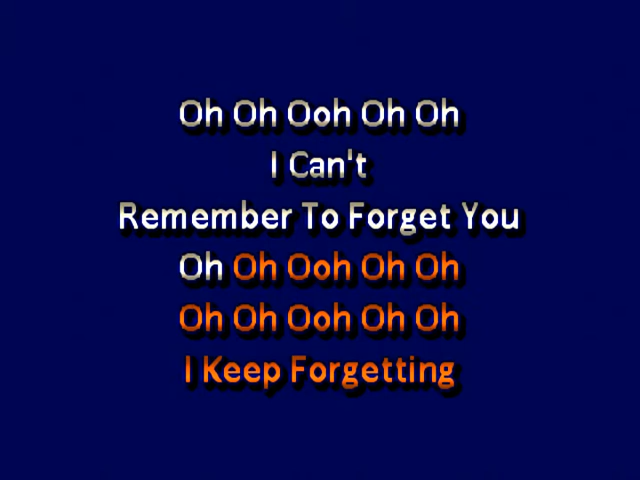 Oh Oh Ooh Oh Oh
I Can't
Remember To Forget You
Oh Oh Ooh Oh Oh
Oh Oh Ooh Oh Oh
I Keep Forgetting